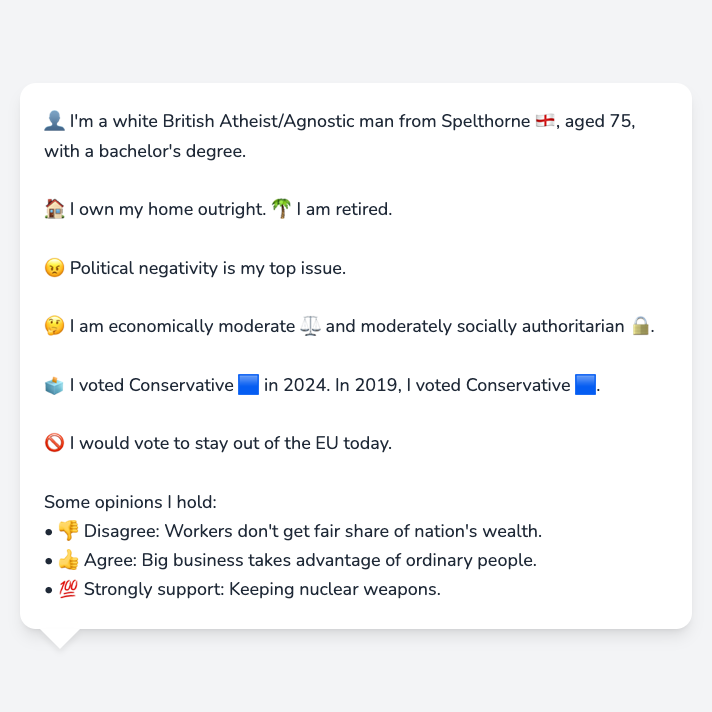 👤 I'm a white British Atheist/Agnostic man from Spelthorne 🏴󠁧󠁢󠁥󠁮󠁧󠁿, aged 75,
with a bachelor's degree.
🏠 I own my home outright. 🌴 I am retired.
😠 Political negativity is my top issue.
🤔 I am economically moderate ⚖️ and moderately socially authoritarian 🔒.
🗳️ I voted Conservative 🟦 in 2024. In 2019, I voted Conservative 🟦.
🚫 I would vote to stay out of the EU today.
Some opinions I hold:
• 👎 Disagree: Workers don't get fair share of nation's wealth.
• 👍 Agree: Big business takes advantage of ordinary people.
• 💯 Strongly support: Keeping nuclear weapons.